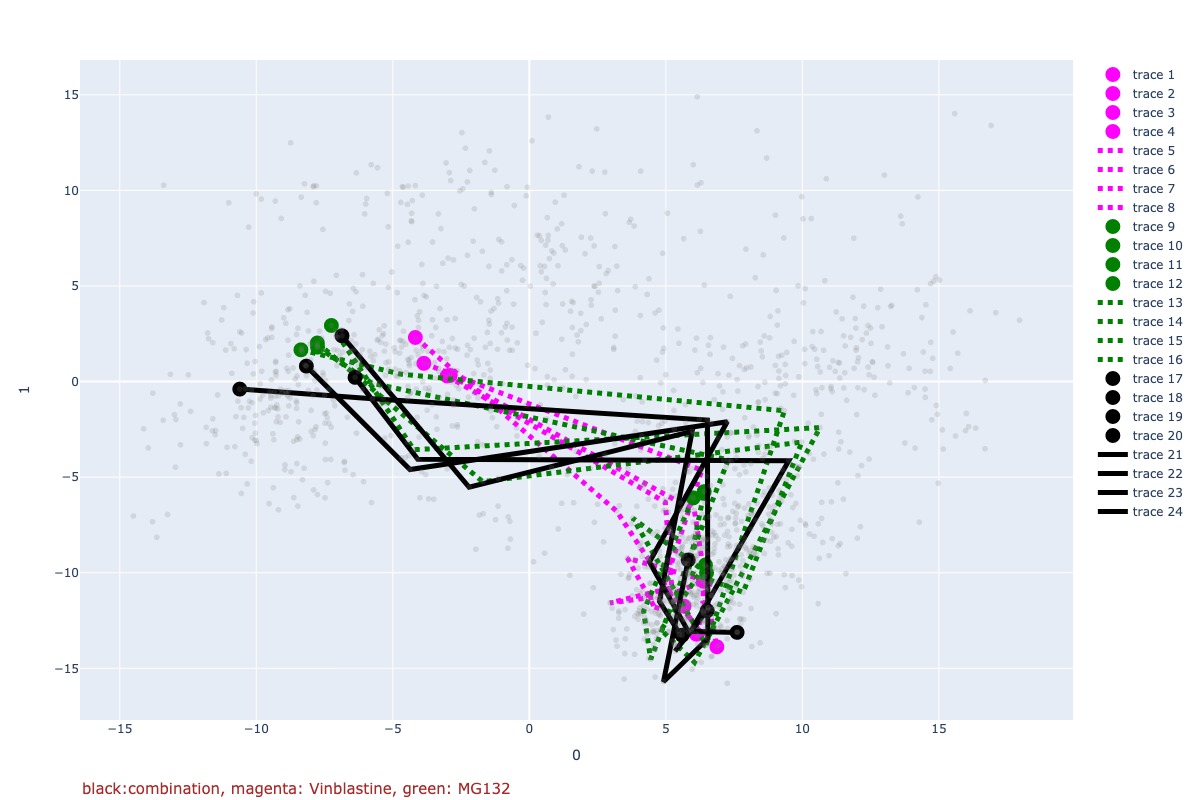 15
10
5
0
−5
−10
−15
1
−15
−10
−5
0
5
10
15
0
trace 1
trace 2
trace 3
trace 4
trace 5
trace 6
trace 7
trace 8
trace 9
trace 10
trace 11
trace 12
trace 13
trace 14
trace 15
trace 16
trace 17
trace 18
trace 19
trace 20
trace 21
trace 22
trace 23
trace 24
black:combination, magenta: Vinblastine, green: MG132